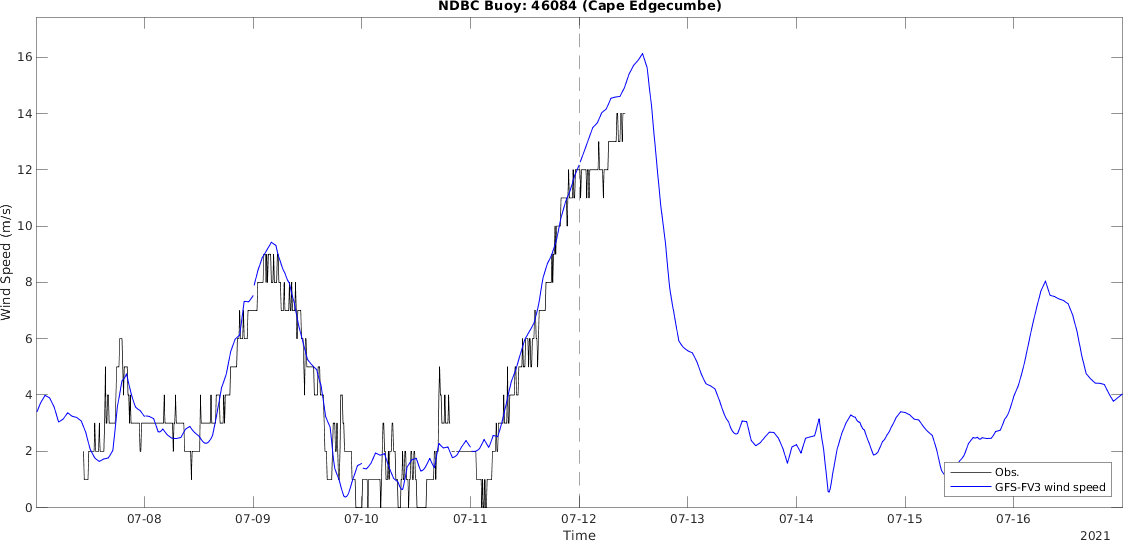 NDBC Buoy: 46084 (Cape Edgecumbe)
16
14
12
10
8
6
4
2
0
Wind Speed (m/s)
Obs.
GFS-FV3 wind speed
07-08 07-09 07-10 07-11 07-12 07-13 07-14 07-15 07-16
Time
2021